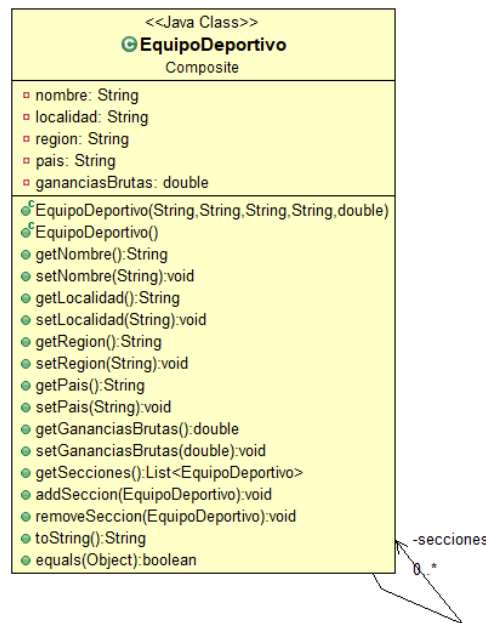 <<Java Class>>
EquipoDeportivo
Composite
nombre: String
localidad: String
region: String
pais: String
gananciasBrutas: double
EquipoDeportivo(String,String,String,String,double)
EquipoDeportivo()
getNombre():String
setNombre(String):void
getLocalidad():String
setLocalidad(String):void
getRegion():String
setRegion(String):void
getPais():String
setPais(String):void
getGananciasBrutas():double
setGananciasBrutas(double):void
getSecciones():List<EquipoDeportivo>
addSeccion(EquipoDeportivo):void
removeSeccion(EquipoDeportivo):void
toString():String
equals(Object):boolean
-secciones
0..*